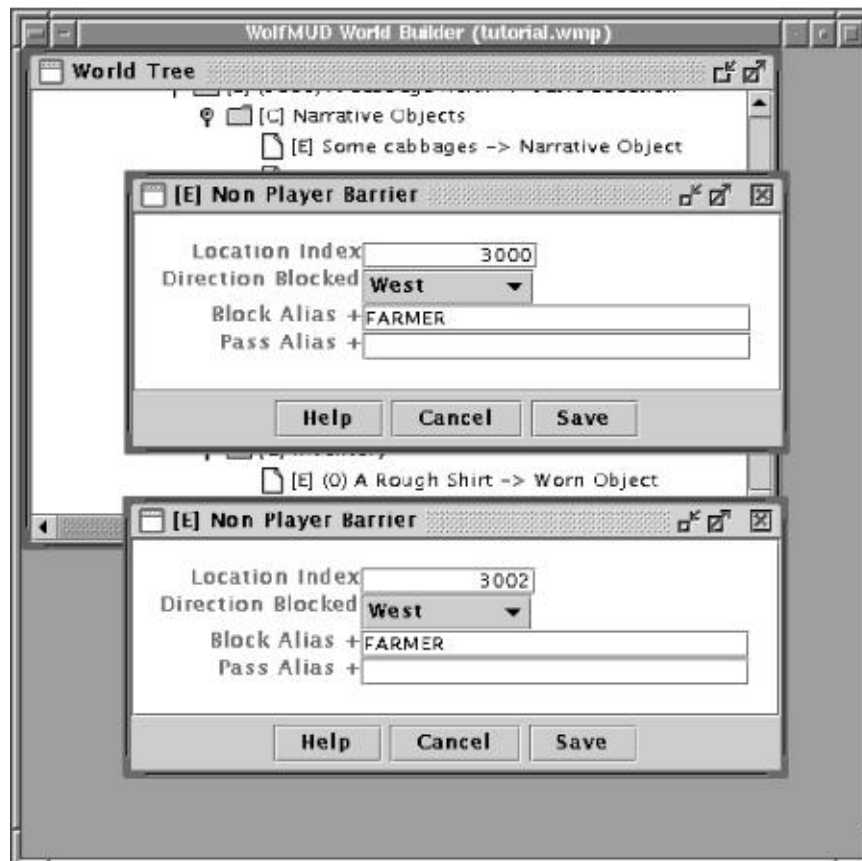 WolfMUD World Builder (tutorial.wmp)
World Tree
[C] Narrative Objects
[E] Some cabbages -> Narrative Object
[E] Non Player Barrier
Location Index 3000
Direction Blocked West
Block Alias + FARMER
Pass Alias +
Help Cancel Save
[E] (0) A Rough Shirt -> Worn Object
[E] Non Player Barrier
Location Index 3002
Direction Blocked West
Block Alias + FARMER
Pass Alias +
Help Cancel Save